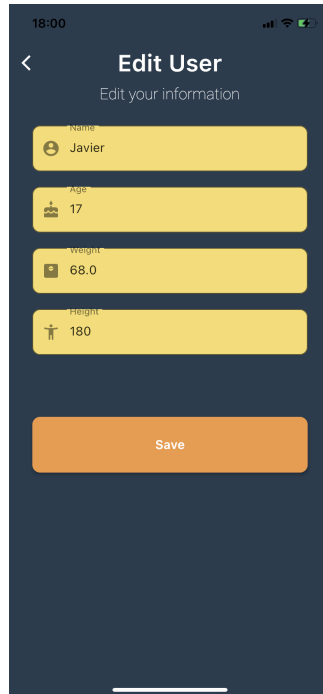 18:00
Edit User
Edit your information
Name
Javier
Age
17
Weight
68.0
Height
180
Save